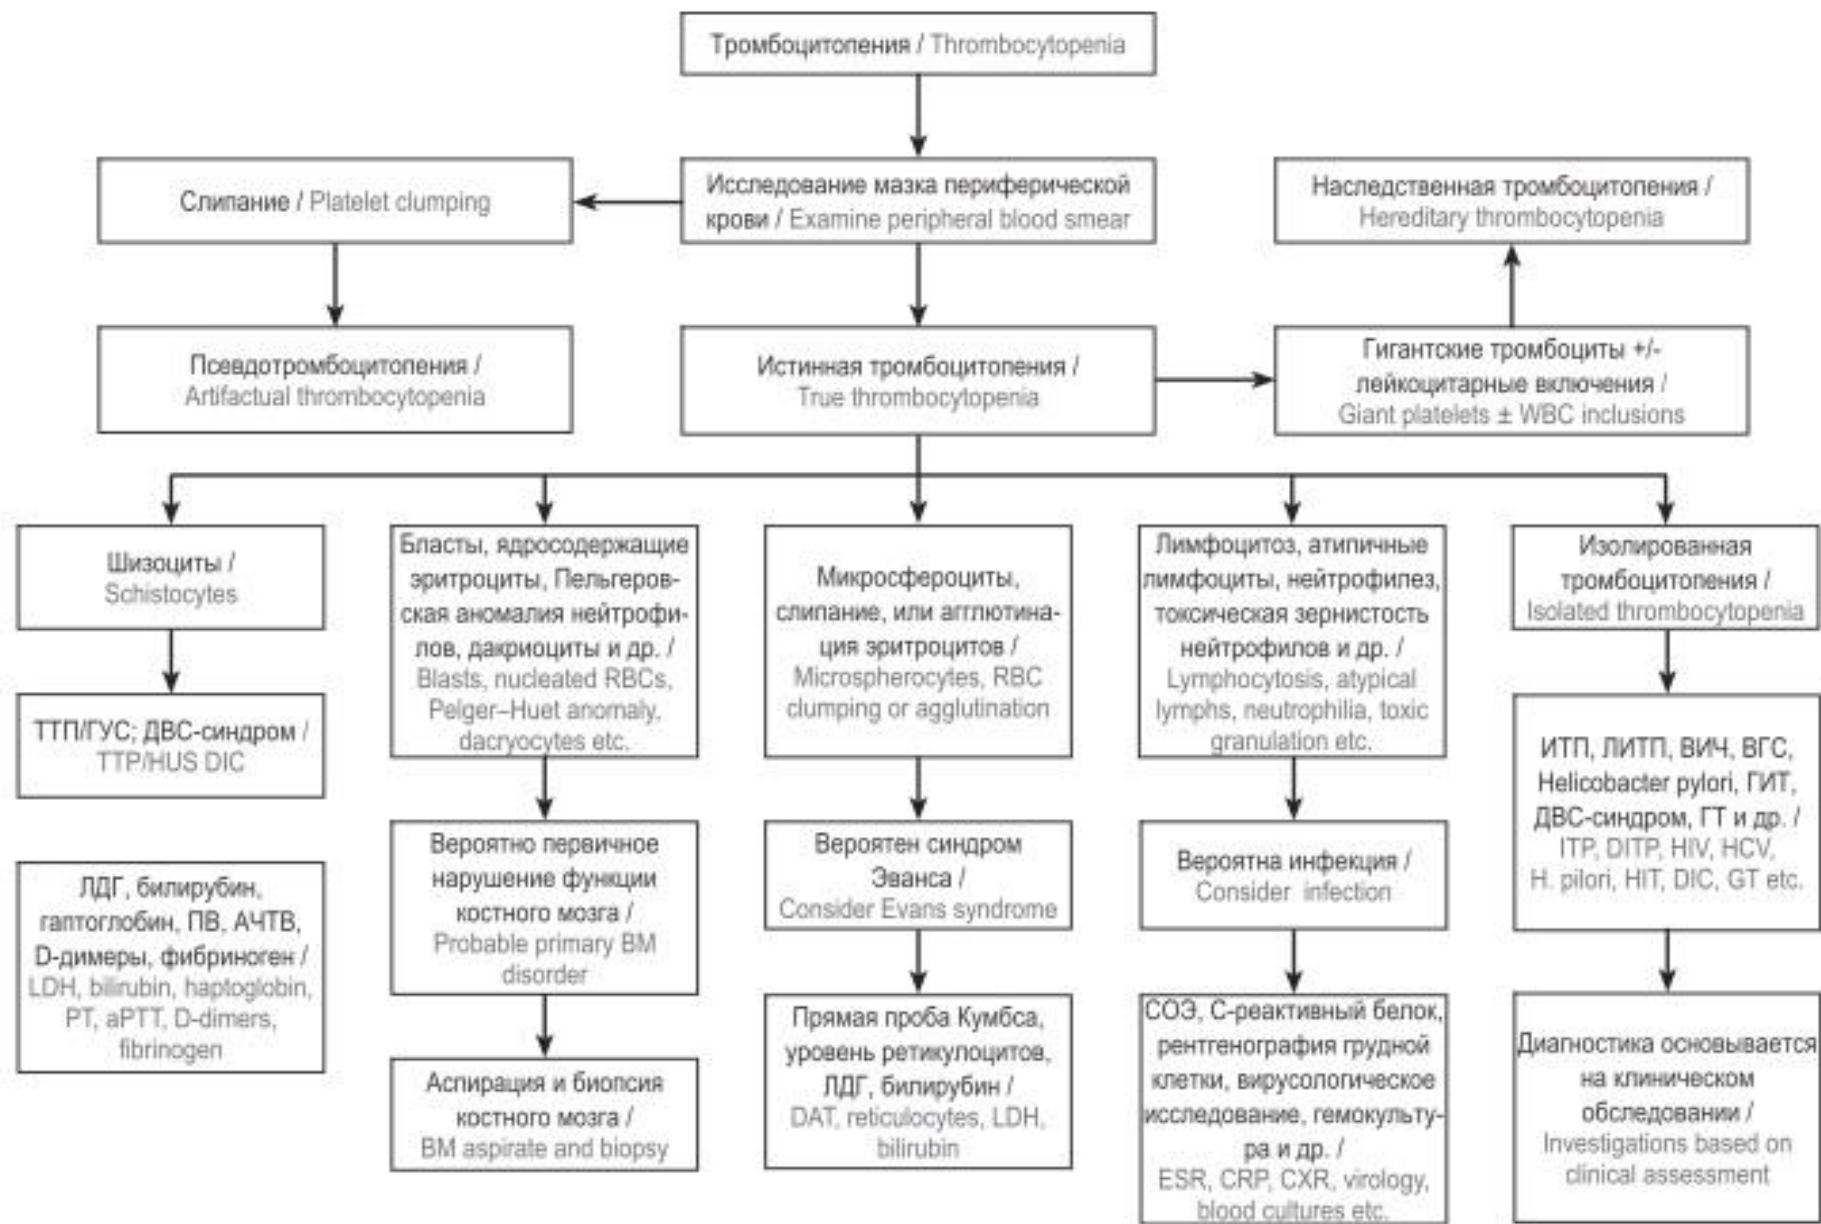 Тромбоцитопения / Thrombocytopenia
Слипание / Platelet clumping
Исследование мазка периферической
крови / Examine peripheral blood smear
Наследственная тромбоцитопения /
Hereditary thrombocytopenia
Псевдотромбоцитопения /
Artifactual thrombocytopenia
Истинная тромбоцитопения /
True thrombocytopenia
Гигантские тромбоциты +/-
лейкоцитарные включения /
Giant platelets ± WBC inclusions
Шизоциты /
Schistocytes
ТТП/ГУС; ДВС-синдром /
TTP/HUS DIC
ЛДГ, билирубин,
гаптоглобин, ПВ, АЧТВ,
D-димеры, фибриноген /
LDH, bilirubin, haptoglobin,
PT, aPTT, D-dimers,
fibrinogen
Бласты, ядросодержащие
эритроциты, Пельгеров-
ская аномалия нейтрофи-
лов, дакриоциты и др. /
Blasts, nucleated RBCs,
Pelger–Huet anomaly,
dacryocytes etc.
Вероятно первичное
нарушение функции
костного мозга /
Probable primary BM
disorder
Аспирация и биопсия
костного мозга /
BM aspirate and biopsy
Микросфероциты,
слипание, или агглютина-
ция эритроцитов /
Microspherocytes, RBC
clumping or agglutination
Вероятен синдром
Эванса /
Consider Evans syndrome
Прямая проба Кумбса,
уровень ретикулоцитов,
ЛДГ, билирубин /
DAT, reticulocytes, LDH,
bilirubin
Лимфоцитоз, атипичные
лимфоциты, нейтрофилез,
токсическая зернистость
нейтрофилов и др. /
Lymphocytosis, atypical
lymphs, neutrophilia, toxic
granulation etc.
Вероятна инфекция /
Consider infection
СОЭ, С-реактивный белок,
рентгенография грудной
клетки, вирусологическое
исследование, гемокульту-
ра и др. /
ESR, CRP, CXR, virology,
blood cultures etc.
Изолированная
тромбоцитопения /
Isolated thrombocytopenia
ИТП, ЛИТП, ВИЧ, ВГС,
Helicobacter pylori, ГИТ,
ДВС-синдром, ГТ и др. /
ITP, DITP, HIV, HCV,
H. pilori, HIT, DIC, GT etc.
Диагностика основывается
на клиническом
обследовании /
Investigations based on
clinical assessment